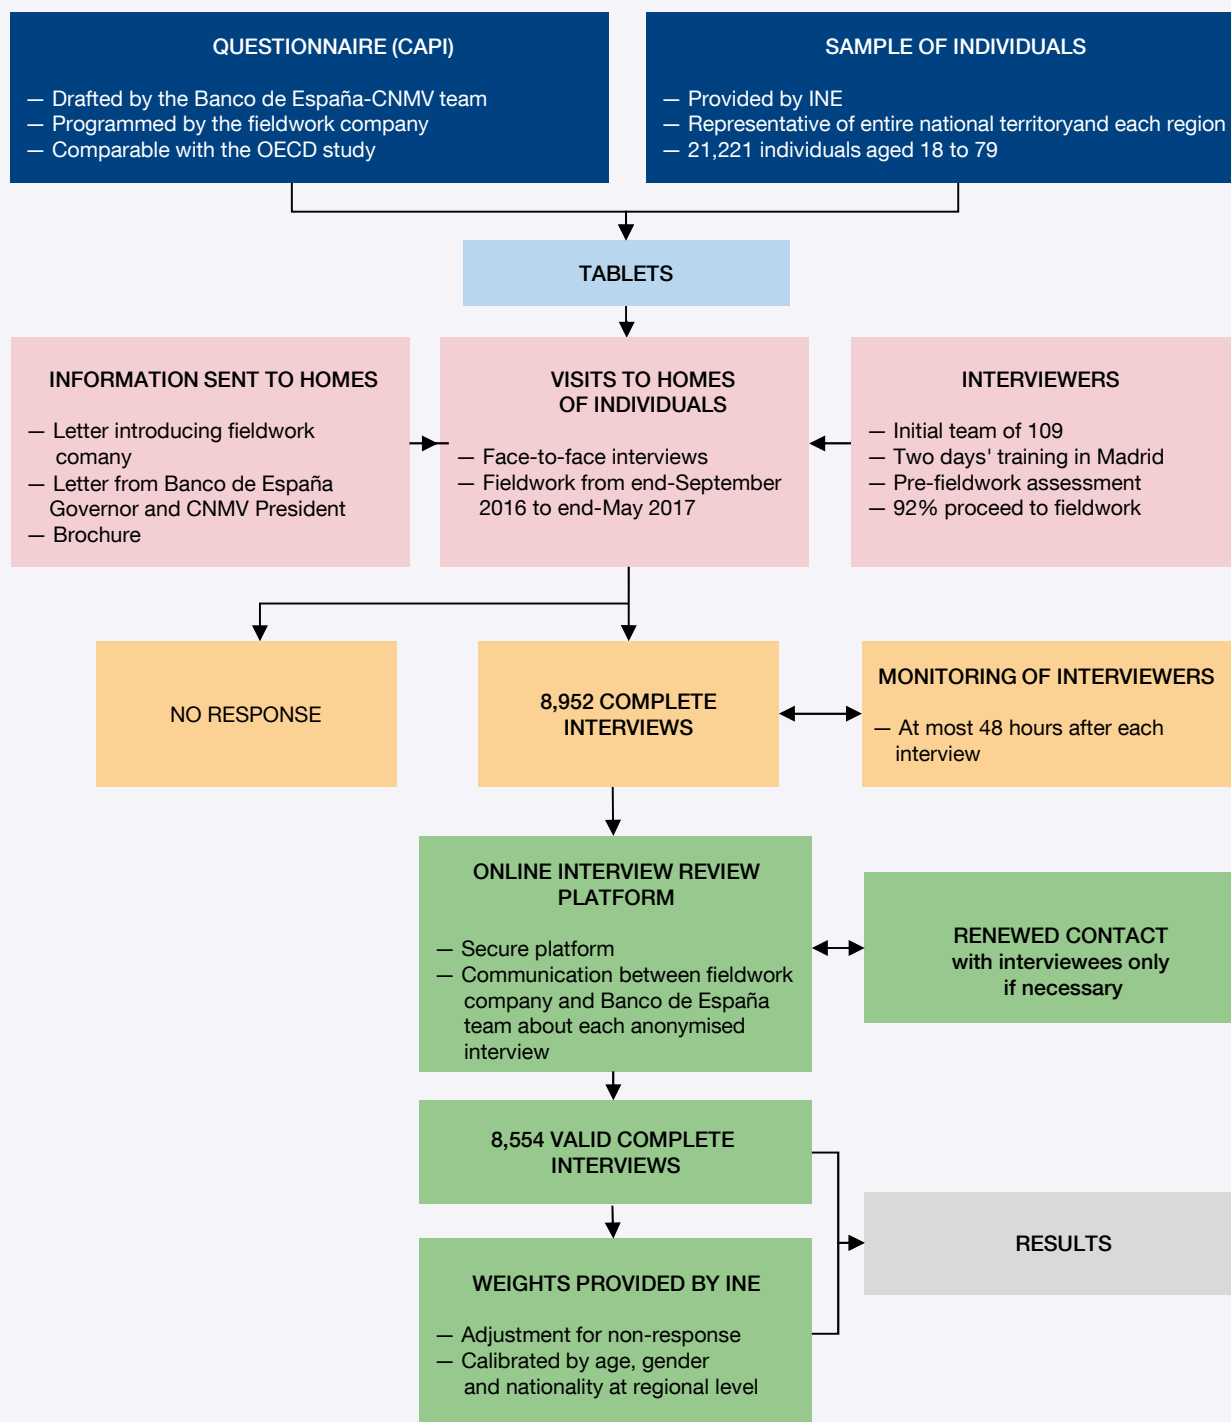 QUESTIONNAIRE (CAPI)
— Drafted by the Banco de España-CNMV team
— Programmed by the fieldwork company
— Comparable with the OECD study
SAMPLE OF INDIVIDUALS
— Provided by INE
— Representative of entire national territoryand each region
— 21,221 individuals aged 18 to 79
TABLETS
INFORMATION SENT TO HOMES
— Letter introducing fieldwork
comany
— Letter from Banco de España
Governor and CNMV President
— Brochure
VISITS TO HOMES
OF INDIVIDUALS
— Face-to-face interviews
— Fieldwork from end-September
2016 to end-May 2017
INTERVIEWERS
— Initial team of 109
— Two days' training in Madrid
— Pre-fieldwork assessment
— 92% proceed to fieldwork
NO RESPONSE
8,952 COMPLETE
INTERVIEWS
MONITORING OF INTERVIEWERS
— At most 48 hours after each
interview
ONLINE INTERVIEW REVIEW
PLATFORM
— Secure platform
— Communication between fieldwork
company and Banco de España
team about each anonymised
interview
RENEWED CONTACT
with interviewees only
if necessary
8,554 VALID COMPLETE
INTERVIEWS
RESULTS
WEIGHTS PROVIDED BY INE
— Adjustment for non-response
— Calibrated by age, gender
and nationality at regional level